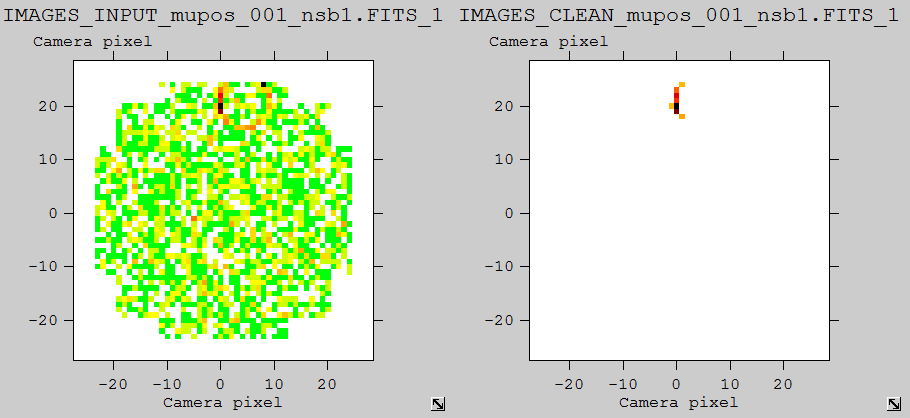 IMAGES_INPUT_mupos_001_nsb1.FITS_1
Camera pixel
20
10
0
−10
−20
−20 −10 0 10 20
Camera pixel
IMAGES_CLEAN_mupos_001_nsb1.FITS_1
Camera pixel
20
10
0
−10
−20
−20 −10 0 10 20
Camera pixel